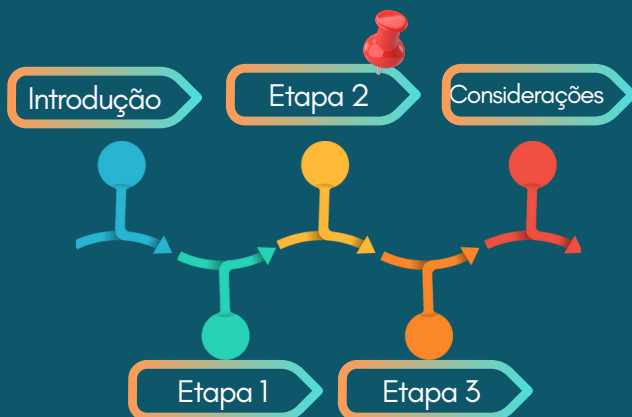 Introdução
Etapa 2
Considerações
Etapa 1
Etapa 3